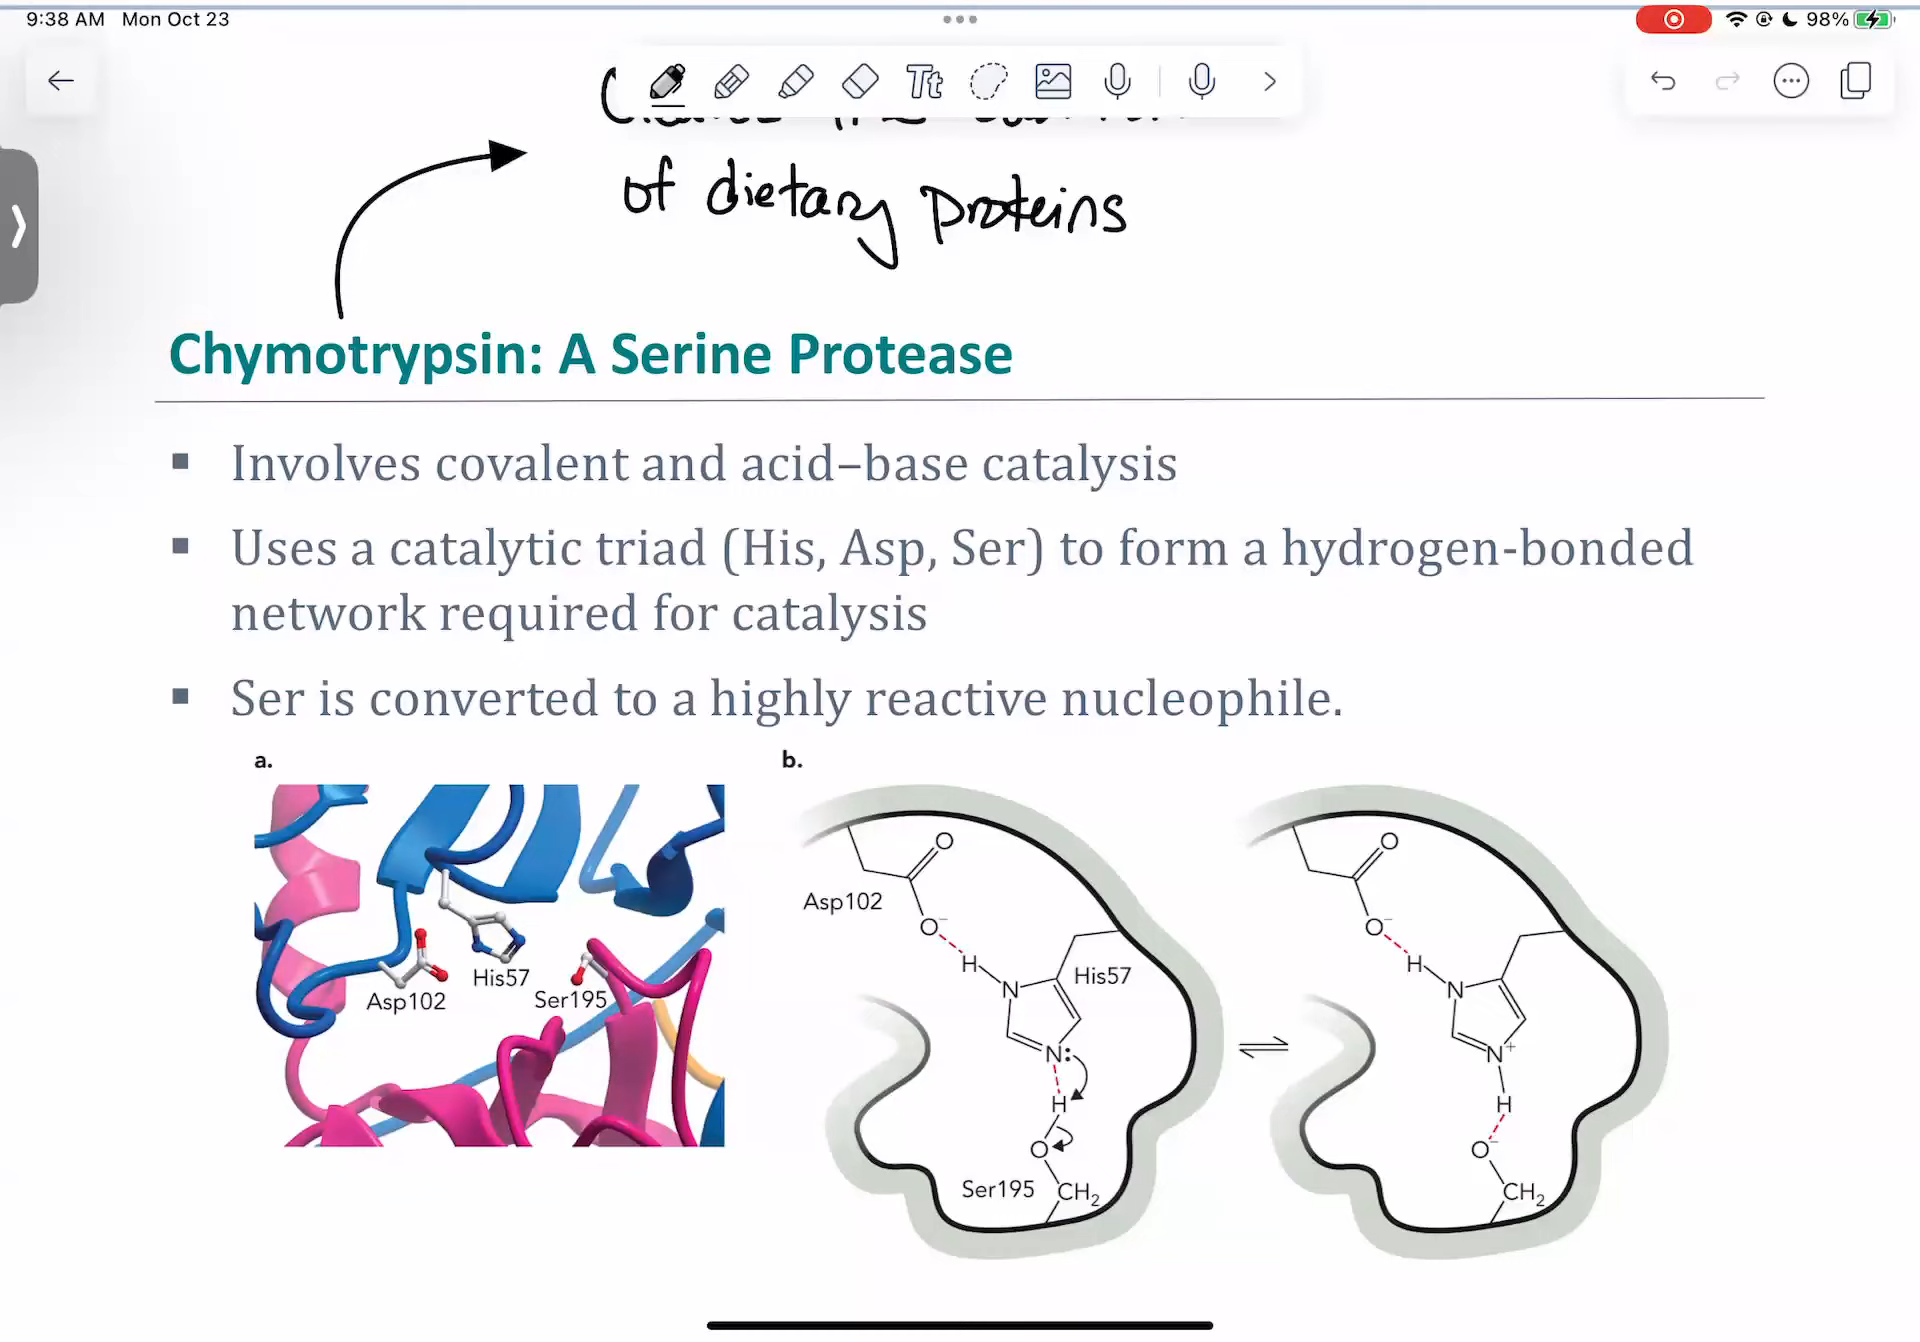 9:38 AM Mon Oct 23
98%
Tt
of dietary proteins
Chymotrypsin: A Serine Protease
▪ Involves covalent and acid–base catalysis
▪ Uses a catalytic triad (His, Asp, Ser) to form a hydrogen-bonded
network required for catalysis
▪ Ser is converted to a highly reactive nucleophile.
a.
His57
Asp102
Ser195
b.
O
Asp102
O⁻
H
His57
N
N:
H
O
Ser195 CH₂
⇌
O
O⁻
H
N
N⁺
H
O⁻
CH₂